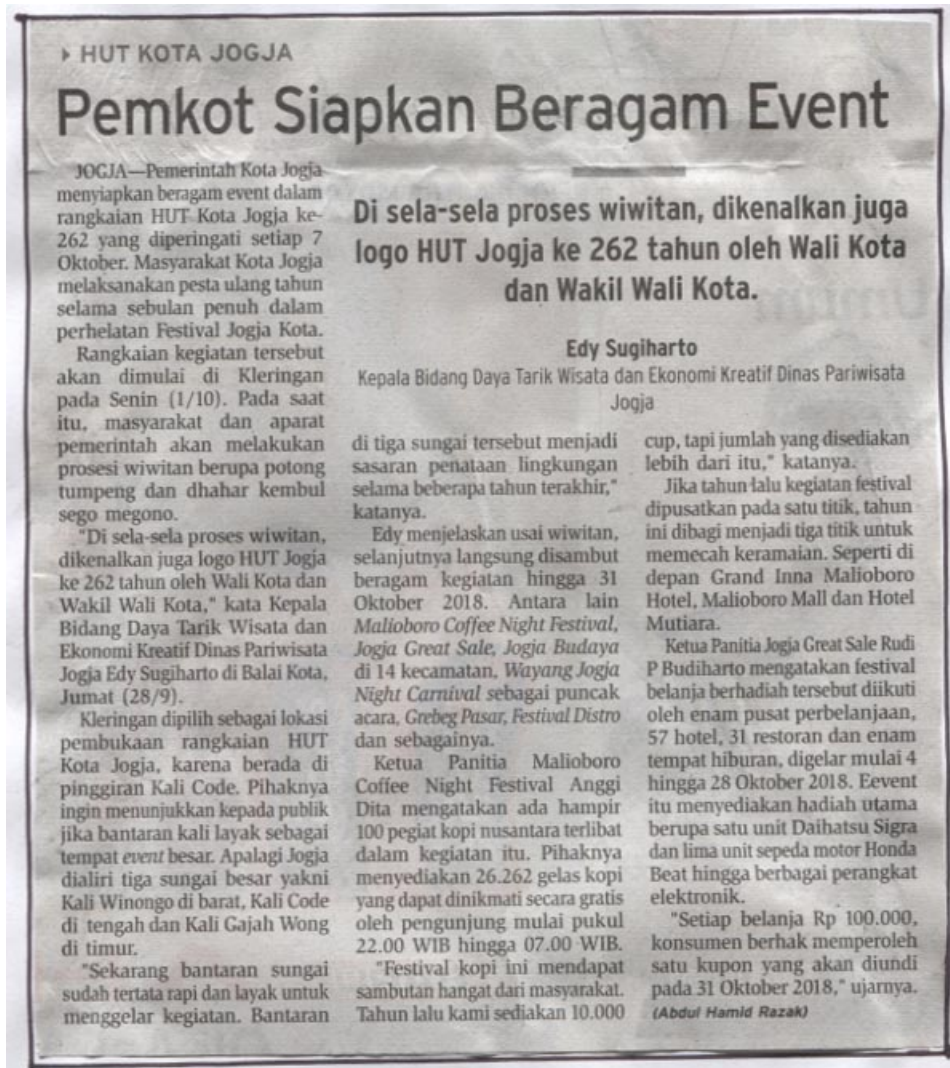 HUT KOTA JOGJA
Pemkot Siapkan Beragam Event
JOGJA—Pemerintah Kota Jogja
menyiapkan beragam event dalam
rangkaian HUT Kota Jogja ke-
262 yang diperingati setiap 7
Oktober. Masyarakat Kota Jogja
melaksanakan pesta ulang tahun
selama sebulan penuh dalam
perhelatan Festival Jogja Kota.
Rangkaian kegiatan tersebut
akan dimulai di Kleringan
pada Senin (1/10). Pada saat
itu, masyarakat dan aparat
pemerintah akan melakukan
prosesi wiwitan berupa potong
tumpeng dan dhahar kembul
sego megono.
"Di sela-sela proses wiwitan,
dikenalkan juga logo HUT Jogja
ke 262 tahun oleh Wali Kota dan
Wakil Wali Kota," kata Kepala
Bidang Daya Tarik Wisata dan
Ekonomi Kreatif Dinas Pariwisata
Jogja Edy Sugiharto di Balai Kota,
Jumat (28/9).
Kleringan dipilih sebagai lokasi
pembukaan rangkaian HUT
Kota Jogja, karena berada di
pinggiran Kali Code. Pihaknya
ingin menunjukkan kepada publik
jika bantaran kali layak sebagai
tempat event besar. Apalagi Jogja
dialiri tiga sungai besar yakni
Kali Winongo di barat, Kali Code
di tengah dan Kali Gajah Wong
di timur.
"Sekarang bantaran sungai
sudah tertata rapi dan layak untuk
menggelar kegiatan. Bantaran
Di sela-sela proses wiwitan, dikenalkan juga
logo HUT Jogja ke 262 tahun oleh Wali Kota
dan Wakil Wali Kota.
Edy Sugiharto
Kepala Bidang Daya Tarik Wisata dan Ekonomi Kreatif Dinas Pariwisata
Jogja
di tiga sungai tersebut menjadi
sasaran penataan lingkungan
selama beberapa tahun terakhir,"
katanya.
Edy menjelaskan usai wiwitan,
selanjutnya langsung disambut
beragam kegiatan hingga 31
Oktober 2018. Antara lain
Malioboro Coffee Night Festival,
Jogja Great Sale, Jogja Budaya
di 14 kecamatan, Wayang Jogja
Night Carnival sebagai puncak
acara, Grebeg Pasar, Festival Distro
dan sebagainya.
Ketua Panitia Malioboro
Coffee Night Festival Anggi
Dita mengatakan ada hampir
100 pegiat kopi nusantara terlibat
dalam kegiatan itu. Pihaknya
menyediakan 26.262 gelas kopi
yang dapat dinikmati secara gratis
oleh pengunjung mulai pukul
22.00 WIB hingga 07.00 WIB.
"Festival kopi ini mendapat
sambutan hangat dari masyarakat.
Tahun lalu kami sediakan 10.000
cup, tapi jumlah yang disediakan
lebih dari itu," katanya.
Jika tahun lalu kegiatan festival
dipusatkan pada satu titik, tahun
ini dibagi menjadi tiga titik untuk
memecah keramaian. Seperti di
depan Grand Inna Malioboro
Hotel, Malioboro Mall dan Hotel
Mutiara.
Ketua Panitia Jogja Great Sale Rudi
P Budiharto mengatakan festival
belanja berhadiah tersebut diikuti
oleh enam pusat perbelanjaan,
57 hotel, 31 restoran dan enam
tempat hiburan, digelar mulai 4
hingga 28 Oktober 2018. Eevent
itu menyediakan hadiah utama
berupa satu unit Daihatsu Sigra
dan lima unit sepeda motor Honda
Beat hingga berbagai perangkat
elektronik.
"Setiap belanja Rp 100.000,
konsumen berhak memperoleh
satu kupon yang akan diundi
pada 31 Oktober 2018," ujarnya.
(Abdul Hamid Razak)